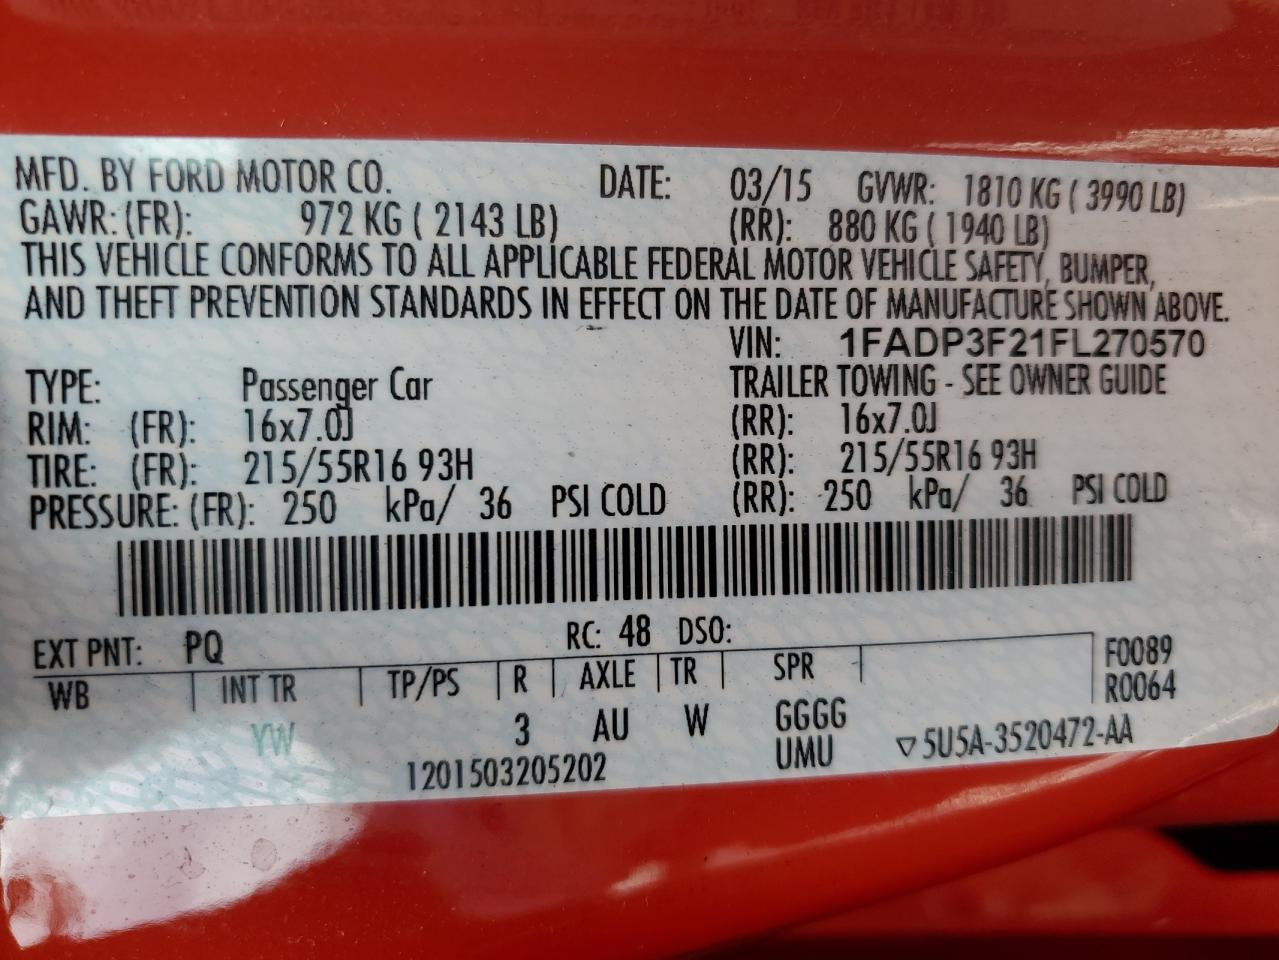 MFD. BY FORD MOTOR CO. DATE: 03/15 GVWR: 1810 KG ( 3990 LB)
GAWR: (FR): 972 KG ( 2143 LB) (RR): 880 KG ( 1940 LB)
THIS VEHICLE CONFORMS TO ALL APPLICABLE FEDERAL MOTOR VEHICLE SAFETY, BUMPER,
AND THEFT PREVENTION STANDARDS IN EFFECT ON THE DATE OF MANUFACTURE SHOWN ABOVE.
VIN: 1FADP3F21FL270570
TYPE: Passenger Car TRAILER TOWING - SEE OWNER GUIDE
RIM: (FR): 16x7.0J (RR): 16x7.0J
TIRE: (FR): 215/55R16 93H (RR): 215/55R16 93H
PRESSURE: (FR): 250 kPa/ 36 PSI COLD (RR): 250 kPa/ 36 PSI COLD
EXT PNT: PQ RC: 48 DSO:
WB INT TR TP/PS R AXLE TR SPR F0089
R0064
YW 3 AU W GGGG
UMU
1201503205202 ▽5U5A-3520472-AA